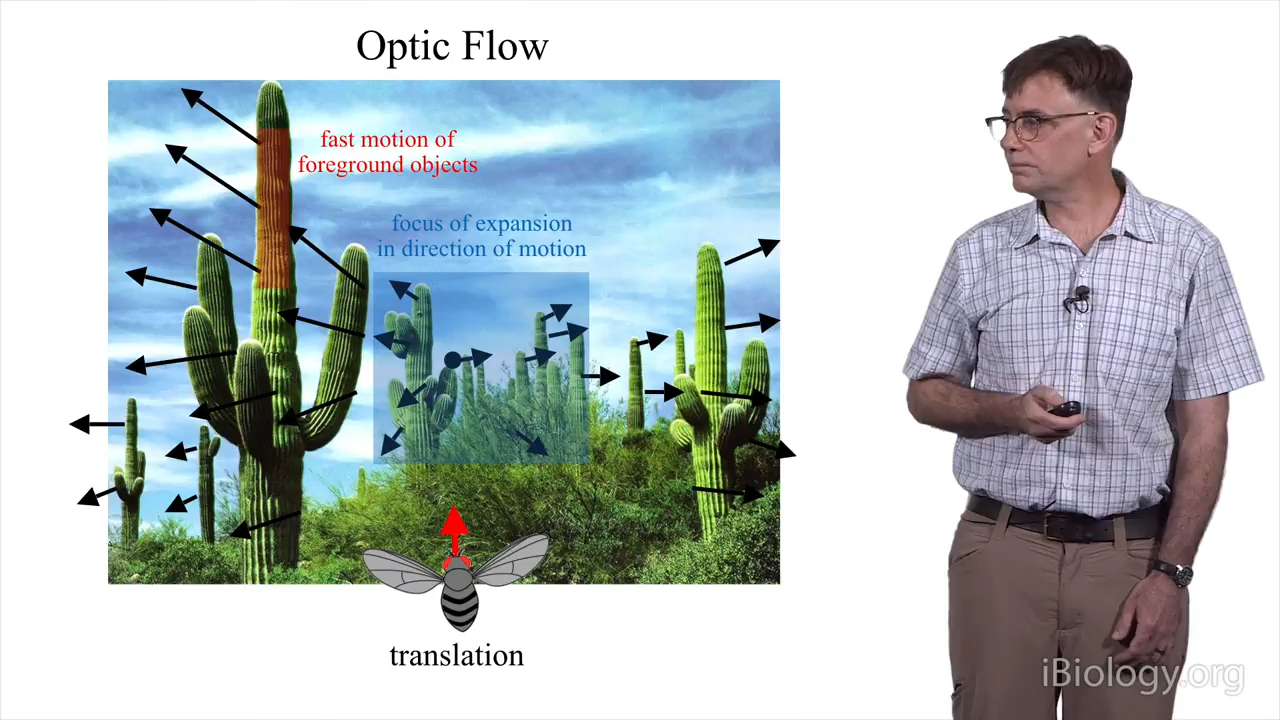 Optic Flow
fast motion of
foreground objects
focus of expansion
in direction of motion
translation
iBiology.org